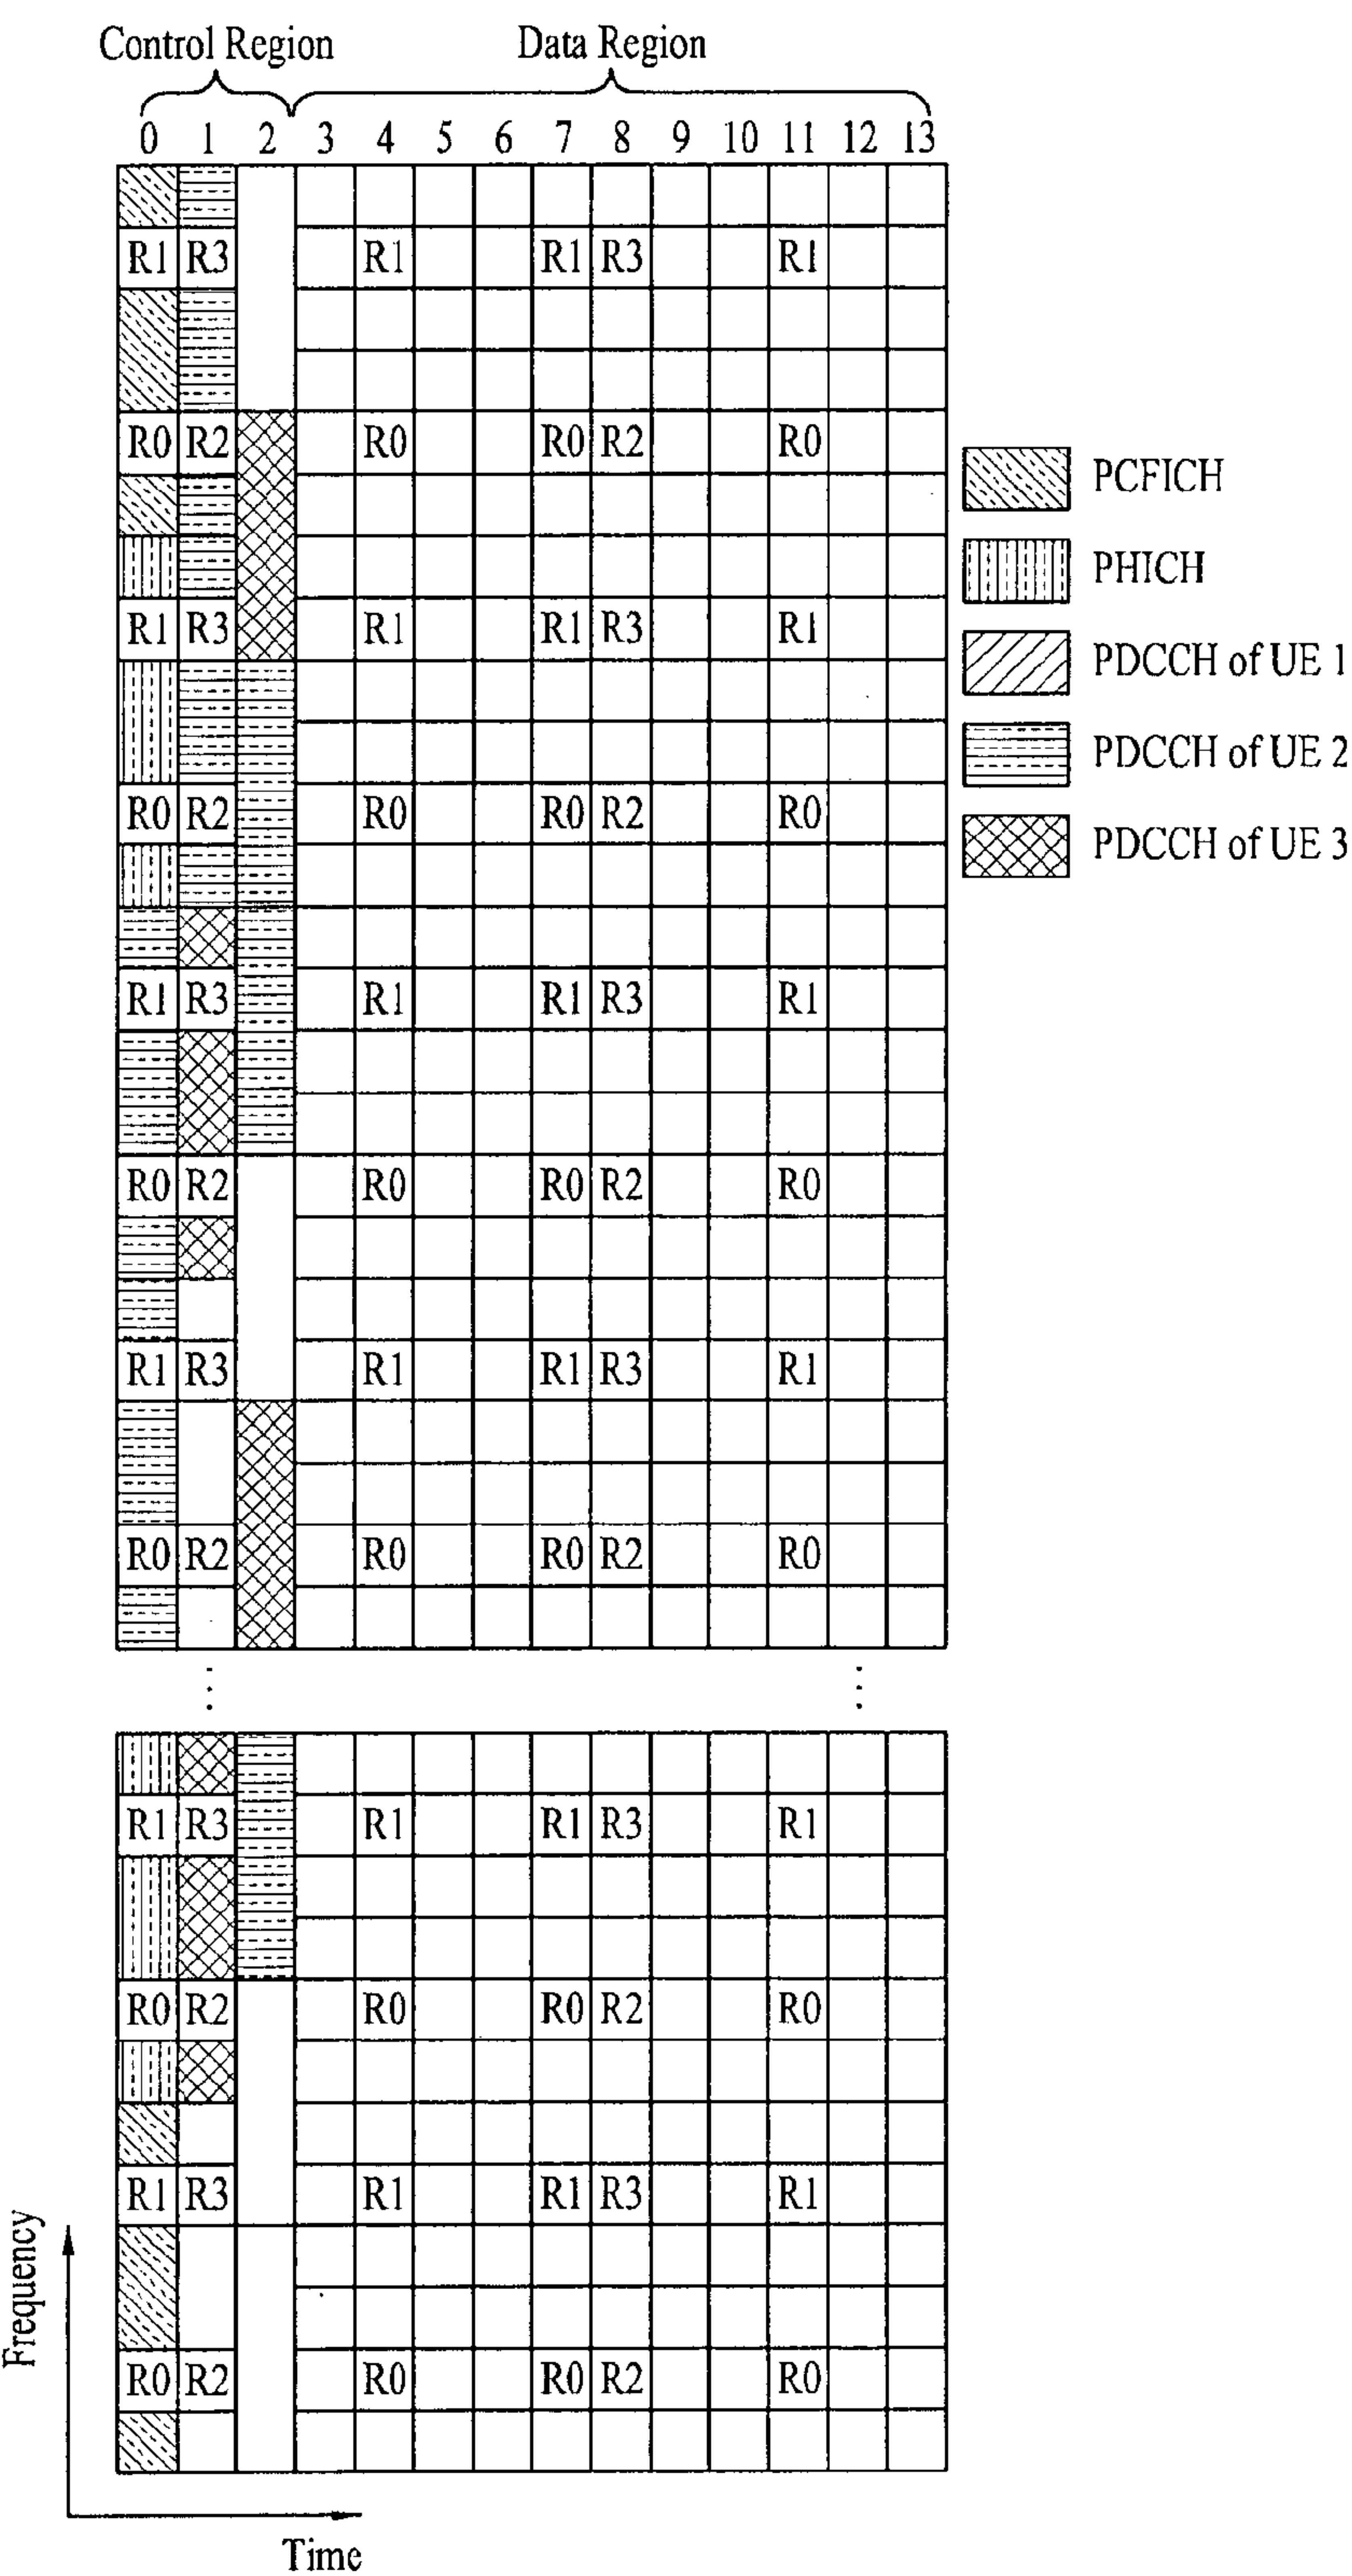 Control Region Data Region
0 1 2 3 4 5 6 7 8 9 10 11 12 13
R1 R3 R1 R1 R3 R1
R0 R2 R0 R0 R2 R0
R1 R3 R1 R1 R3 R1
R0 R2 R0 R0 R2 R0
R1 R3 R1 R1 R3 R1
R0 R2 R0 R0 R2 R0
R1 R3 R1 R1 R3 R1
R0 R2 R0 R0 R2 R0
PCFICH
PHICH
PDCCH of UE 1
PDCCH of UE 2
PDCCH of UE 3
R1 R3 R1 R1 R3 R1
R0 R2 R0 R0 R2 R0
R1 R3 R1 R1 R3 R1
R0 R2 R0 R0 R2 R0
Frequency
Time